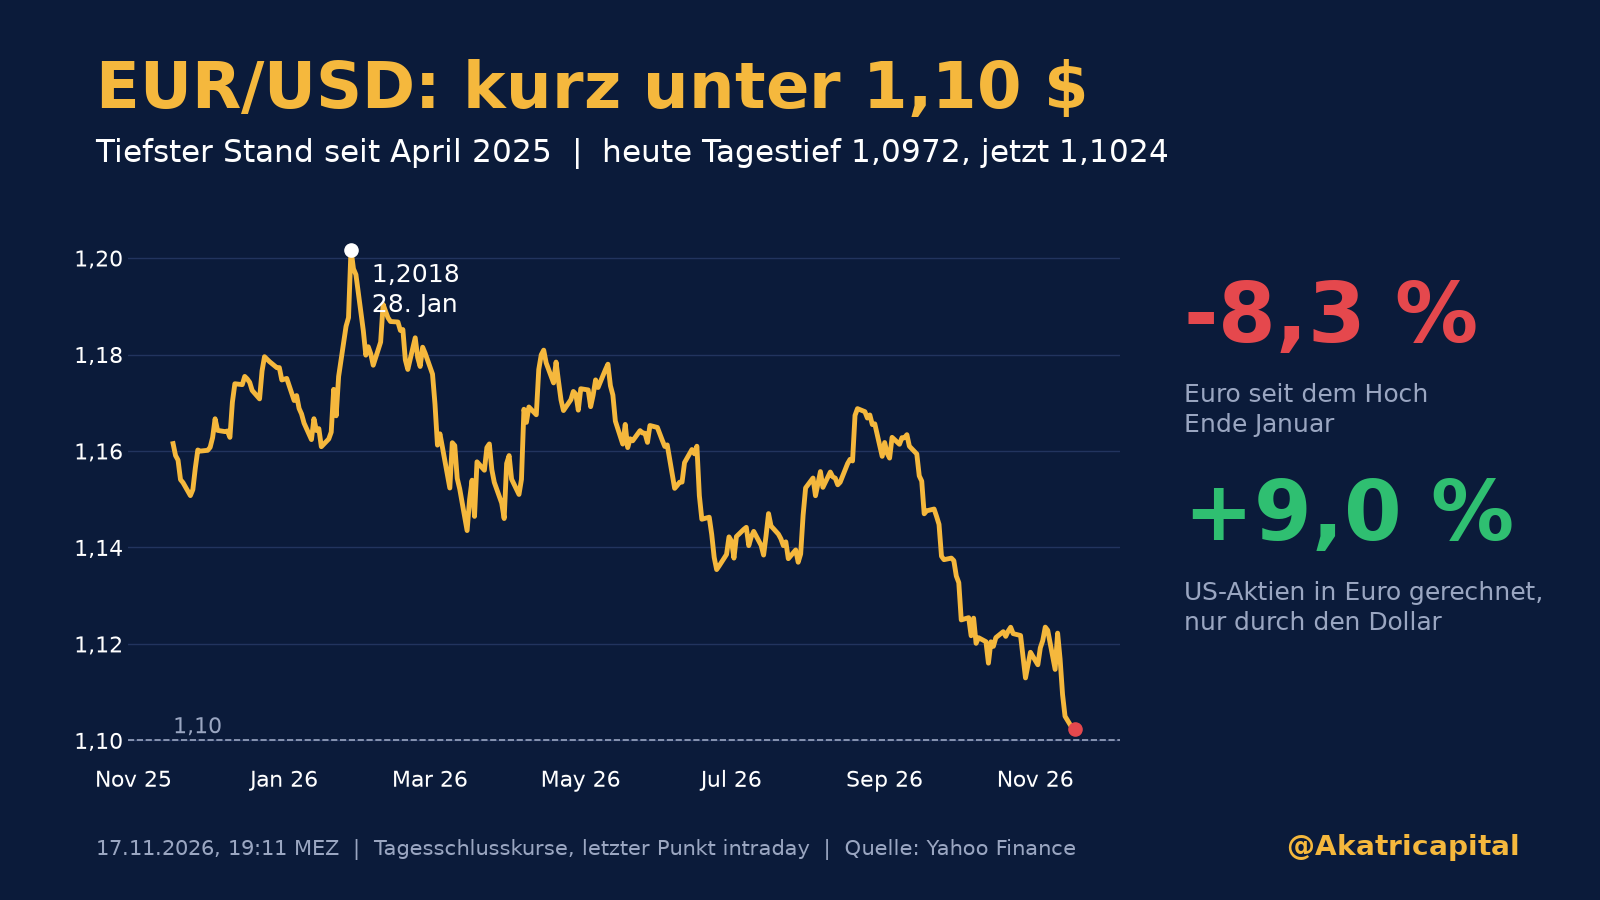 EUR/USD: kurz unter 1,10 $
Tiefster Stand seit April 2025 | heute Tagestief 1,0972, jetzt 1,1024
1,20
1,18
1,16
1,14
1,12
1,10
1,2018
28. Jan
1,10
Nov 25
Jan 26
Mar 26
May 26
Jul 26
Sep 26
Nov 26
-8,3 %
Euro seit dem Hoch
Ende Januar
+9,0 %
US-Aktien in Euro gerechnet,
nur durch den Dollar
17.11.2026, 19:11 MEZ | Tagesschlusskurse, letzter Punkt intraday | Quelle: Yahoo Finance
@Akatricapital